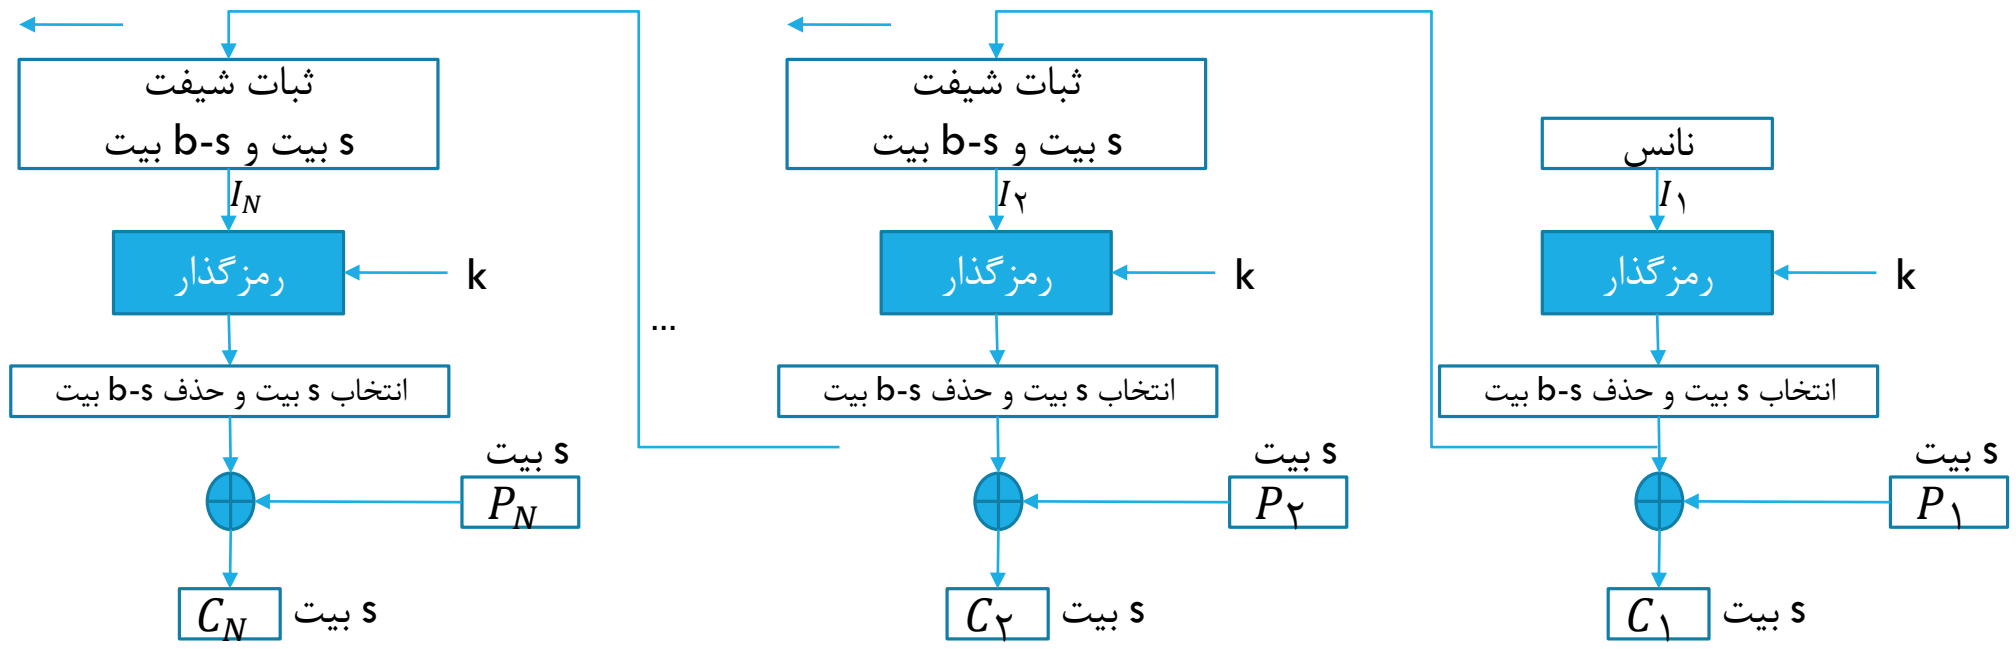 نانس
I۱
رمزگذار
k
انتخاب s بیت و حذف b-s بیت
s بیت
P۱
C۱
s بیت
ثبات شیفت
s بیت و b-s بیت
I۲
رمزگذار
k
انتخاب s بیت و حذف b-s بیت
s بیت
P۲
C۲
s بیت
...
ثبات شیفت
s بیت و b-s بیت
I_N
رمزگذار
k
انتخاب s بیت و حذف b-s بیت
s بیت
P_N
C_N
s بیت